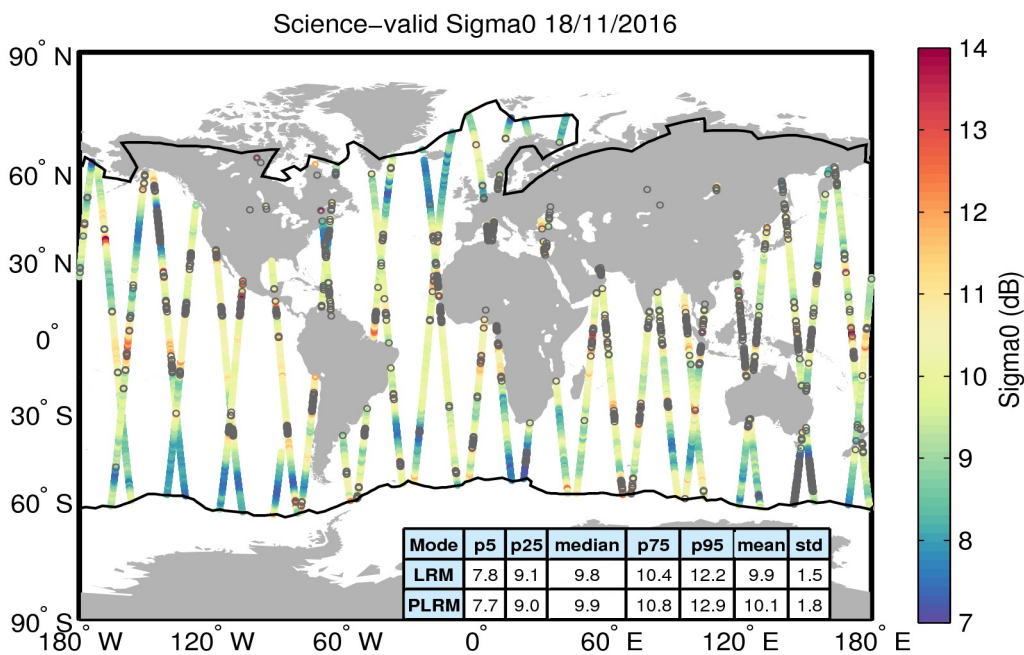 Science-valid Sigma0 18/11/2016
90° N
60° N
30° N
0°
30° S
60° S
90° S
180° W 120° W 60° W 0° 60° E 120° E 180° E
14
13
12
11
10
9
8
7
Sigma0 (dB)
Mode p5 p25 median p75 p95 mean std
LRM 7.8 9.1 9.8 10.4 12.2 9.9 1.5
PLRM 7.7 9.0 9.9 10.8 12.9 10.1 1.8